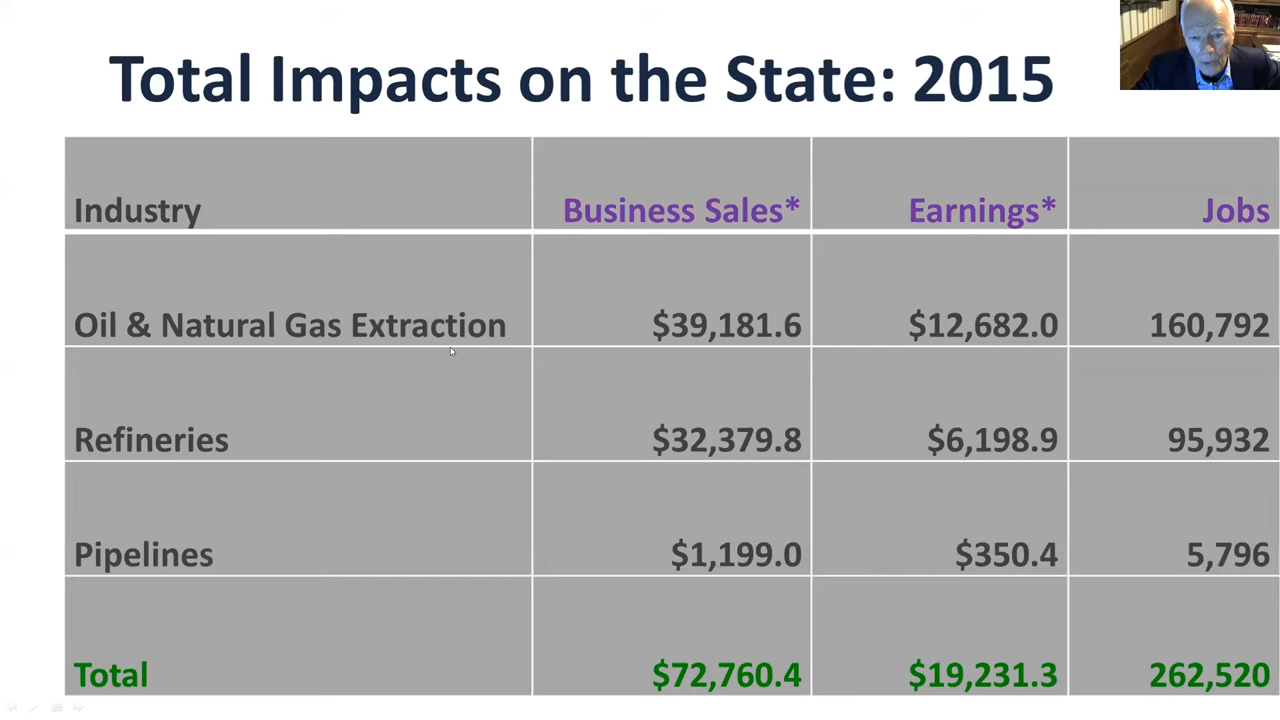 Total Impacts on the State: 2015
Industry Business Sales* Earnings* Jobs
Oil & Natural Gas Extraction $39,181.6 $12,682.0 160,792
Refineries $32,379.8 $6,198.9 95,932
Pipelines $1,199.0 $350.4 5,796
Total $72,760.4 $19,231.3 262,520